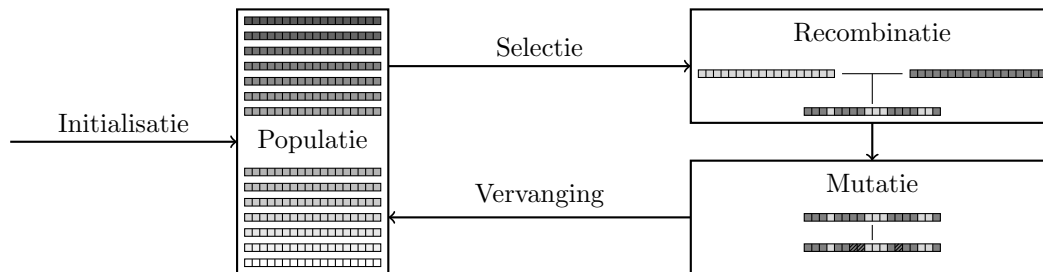 Initialisatie
Populatie
Selectie
Recombinatie
Mutatie
Vervanging